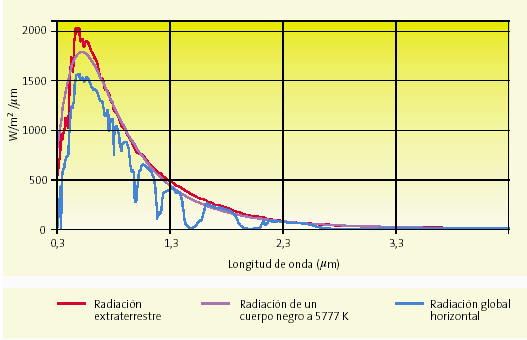 2000
1500
1000
500
0
W/m² /µm
0,3
1,3
2,3
3,3
Longitud de onda (µm)
Radiación
extraterrestre
Radiación de un
cuerpo negro a 5777 K
Radiación global
horizontal